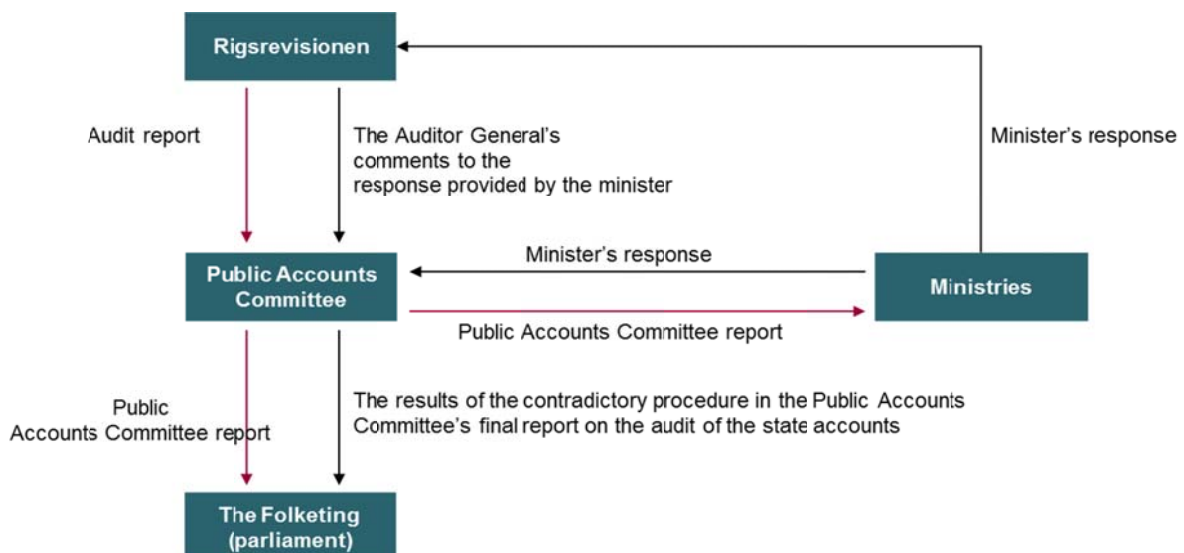 Rigsrevisionen
Audit report
The Auditor General's
comments to the
response provided by the minister
Minister's response
Minister's response
Public Accounts
Committee
Ministries
Public Accounts Committee report
Public
Accounts Committee report
The results of the contradictory procedure in the Public Accounts
Committee's final report on the audit of the state accounts
The Folketing
(parliament)